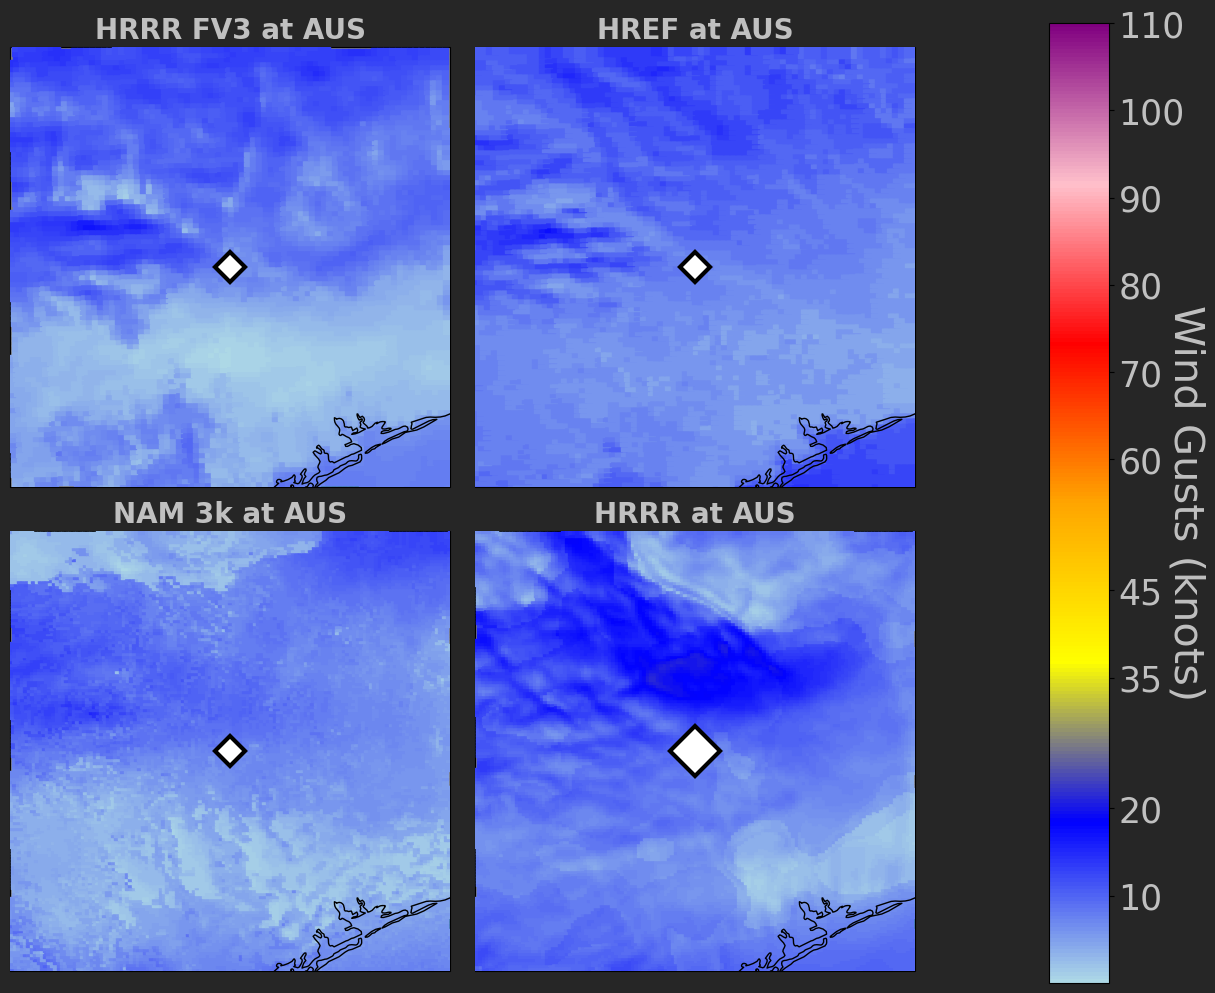 HRRR FV3 at AUS
HREF at AUS
NAM 3k at AUS
HRRR at AUS
110
100
90
80
70
60
45
35
20
10
Wind Gusts (knots)